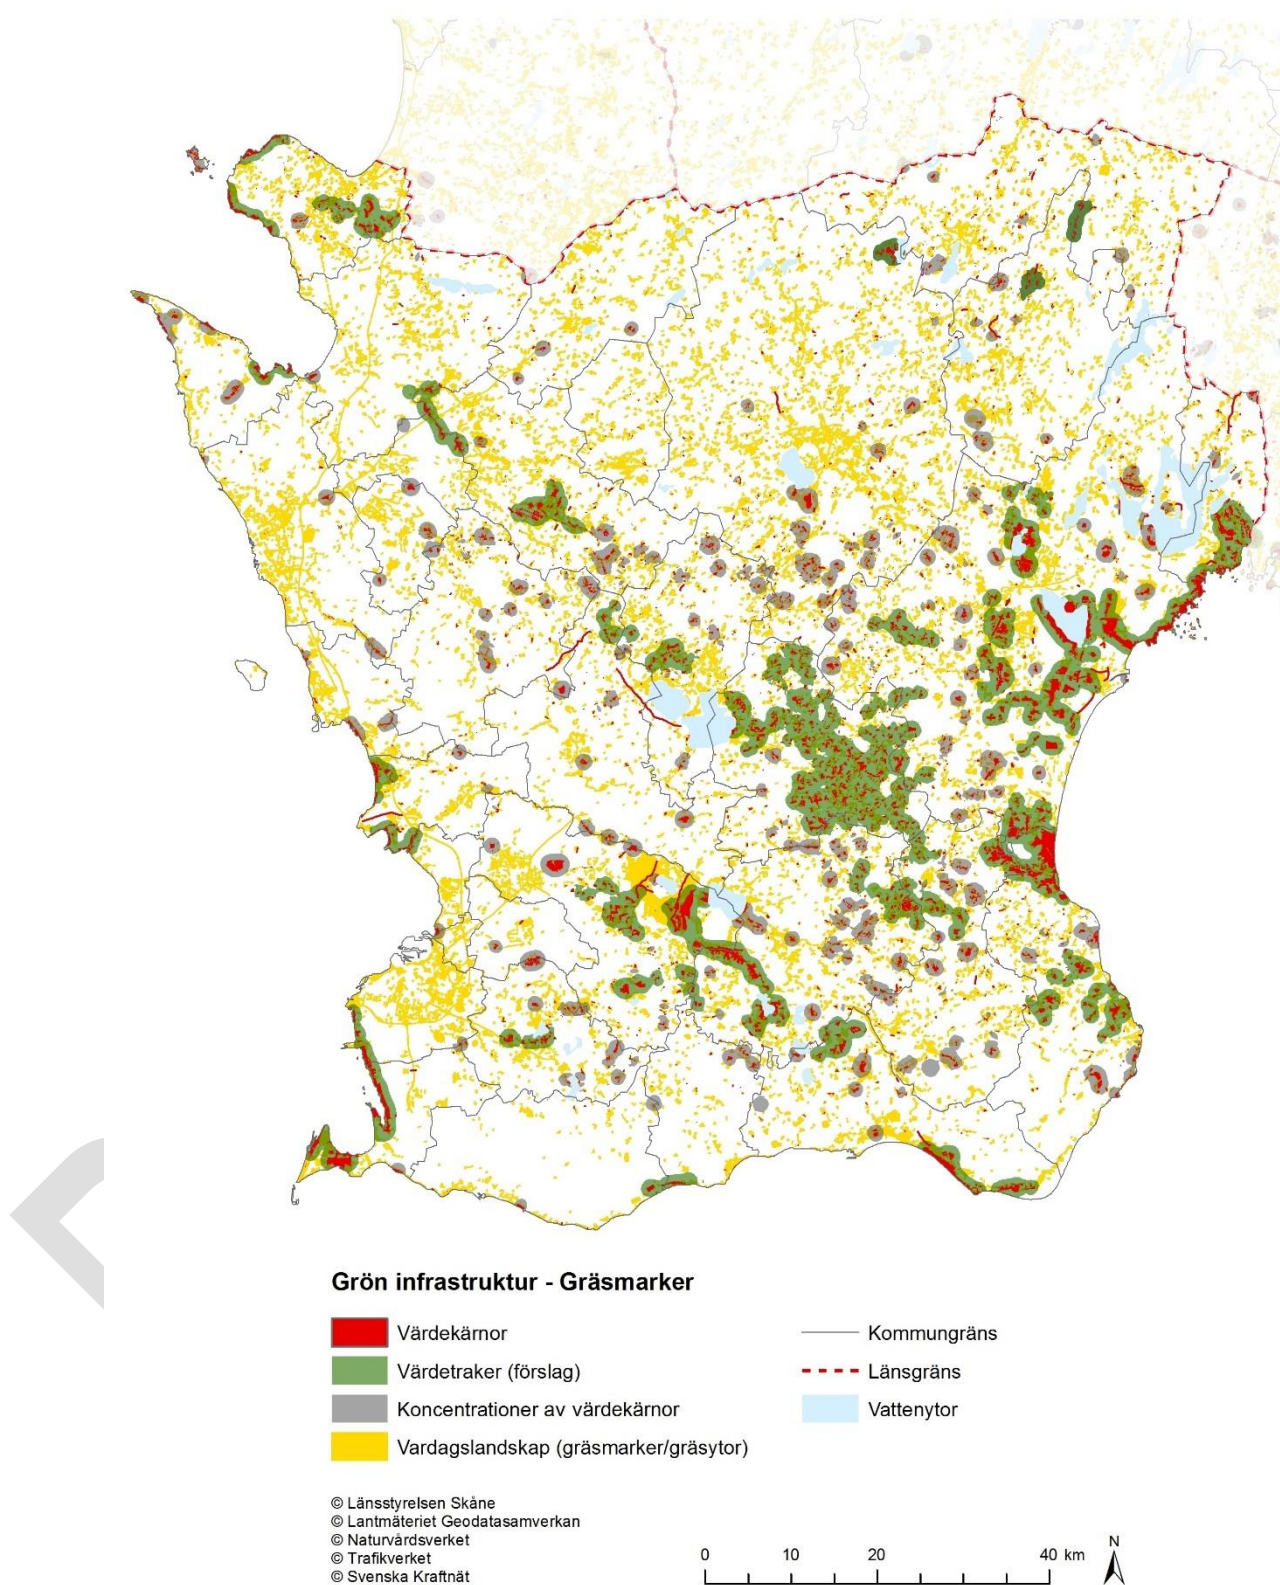 Grön infrastruktur - Gräsmarker
Värdekärnor
Värdetraker (förslag)
Koncentrationer av värdekärnor
Vardagslandskap (gräsmarker/gräsytor)
Kommungräns
Länsgräns
Vattenytor
© Länsstyrelsen Skåne
© Lantmäteriet Geodatasamverkan
© Naturvårdsverket
© Trafikverket
© Svenska Kraftnät
0 10 20 40 km
N